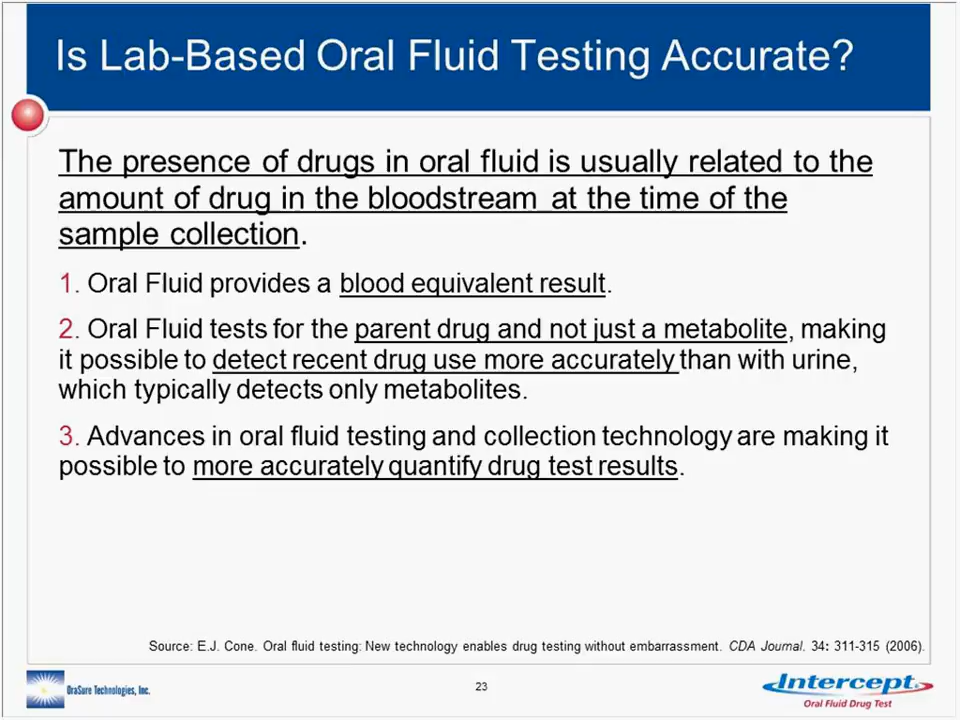 Is Lab-Based Oral Fluid Testing Accurate?
The presence of drugs in oral fluid is usually related to the
amount of drug in the bloodstream at the time of the
sample collection.
1. Oral Fluid provides a blood equivalent result.
2. Oral Fluid tests for the parent drug and not just a metabolite, making
it possible to detect recent drug use more accurately than with urine,
which typically detects only metabolites.
3. Advances in oral fluid testing and collection technology are making it
possible to more accurately quantify drug test results.
Source: E.J. Cone. Oral fluid testing: New technology enables drug testing without embarrassment. CDA Journal. 34: 311-315 (2006).
OraSure Technologies, Inc.
23
Intercept®
Oral Fluid Drug Test